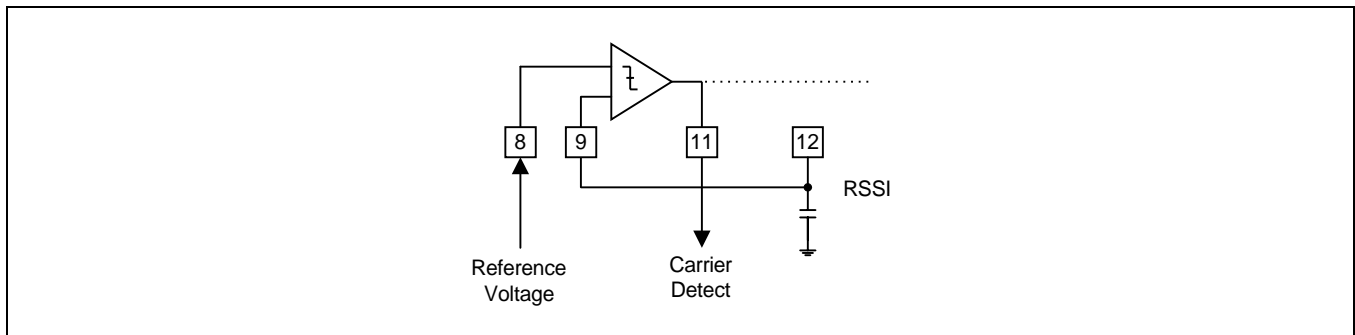 8
9
11
12
RSSI
Reference
Voltage
Carrier
Detect